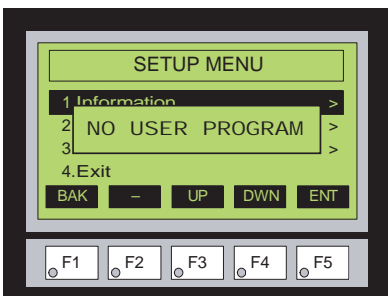 SETUP MENU
1.Information >
2 >
NO USER PROGRAM
3 >
4.Exit
BAK – UP DWN ENT
F1 F2 F3 F4 F5